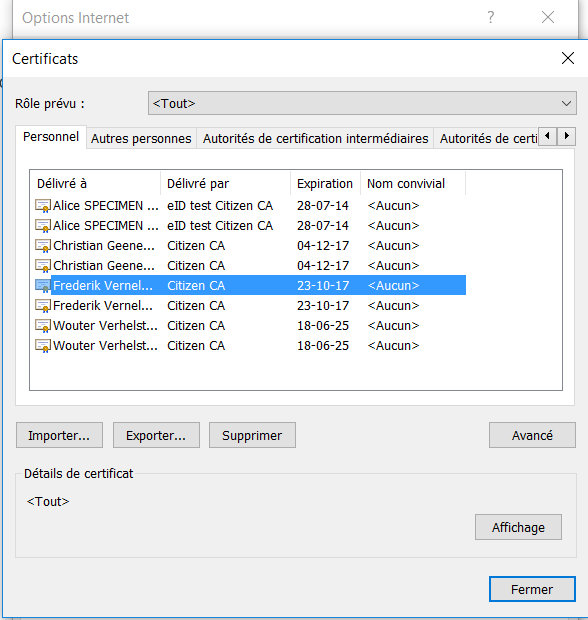 Options Internet ?
Certificats
Rôle prévu : <Tout>
Personnel Autres personnes Autorités de certification intermédiaires Autorités de certi
Délivré à Délivré par Expiration Nom convivial
Alice SPECIMEN ... eID test Citizen CA 28-07-14 <Aucun>
Alice SPECIMEN ... eID test Citizen CA 28-07-14 <Aucun>
Christian Geene... Citizen CA 04-12-17 <Aucun>
Christian Geene... Citizen CA 04-12-17 <Aucun>
Frederik Vernel... Citizen CA 23-10-17 <Aucun>
Frederik Vernel... Citizen CA 23-10-17 <Aucun>
Wouter Verhelst... Citizen CA 18-06-25 <Aucun>
Wouter Verhelst... Citizen CA 18-06-25 <Aucun>
Importer... Exporter... Supprimer Avancé
Détails de certificat
<Tout>
Affichage
Fermer